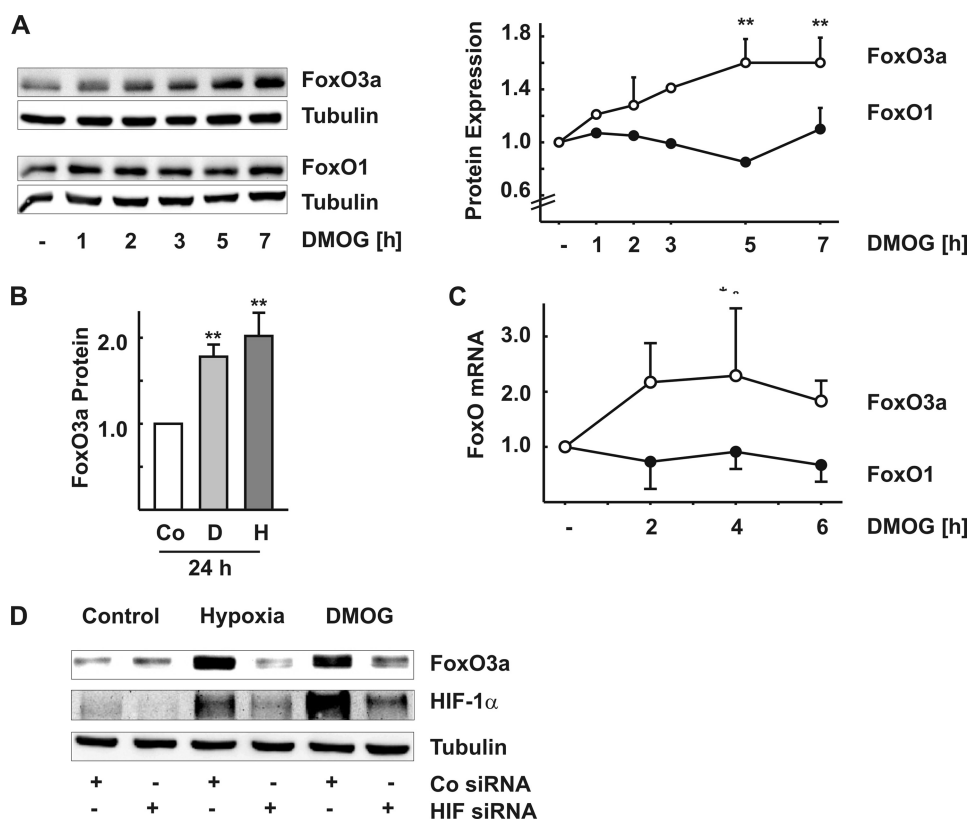 A
FoxO3a
Tubulin
FoxO1
Tubulin
- 1 2 3 5 7 DMOG [h]
Protein Expression
1.8
1.4
1.0
0.6
** **
FoxO3a
FoxO1
- 1 2 3 5 7 DMOG [h]
B
FoxO3a Protein
2.0
1.0
**
**
Co D H
24 h
C
FoxO mRNA
3.0
2.0
1.0
*
FoxO3a
FoxO1
- 2 4 6 DMOG [h]
D
Control Hypoxia DMOG
FoxO3a
HIF-1α
Tubulin
+ - + - + - Co siRNA
- + - + - + HIF siRNA